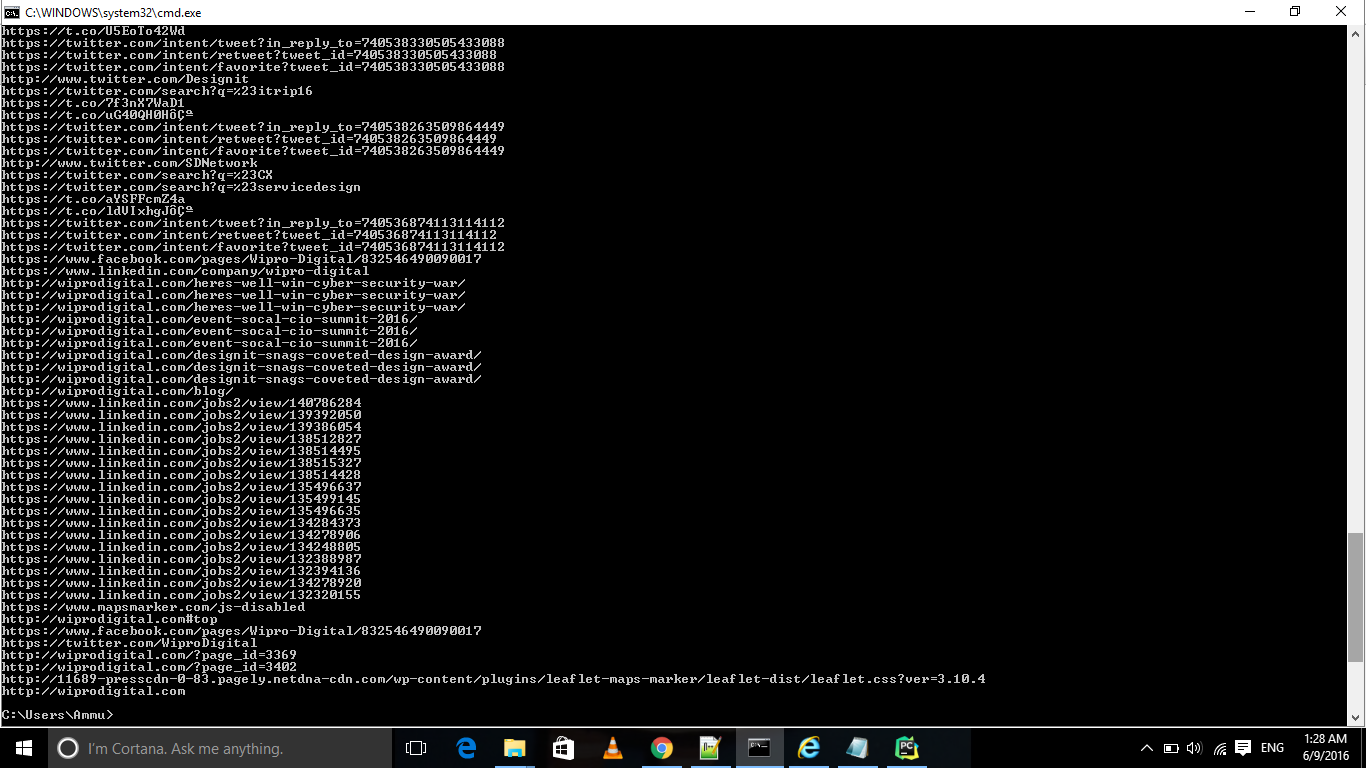 C:\WINDOWS\system32\cmd.exe
https://t.co/U5EoTo42Wd
https://twitter.com/intent/tweet?in_reply_to=740538330505433088
https://twitter.com/intent/retweet?tweet_id=740538330505433088
https://twitter.com/intent/favorite?tweet_id=740538330505433088
http://www.twitter.com/Designit
https://twitter.com/search?q=%23itrip16
https://t.co/7f3nX7WaD1
https://t.co/uG40QH0HôǪ
https://twitter.com/intent/tweet?in_reply_to=740538263509864449
https://twitter.com/intent/retweet?tweet_id=740538263509864449
https://twitter.com/intent/favorite?tweet_id=740538263509864449
http://www.twitter.com/SDNetwork
https://twitter.com/search?q=%23CX
https://twitter.com/search?q=%23servicedesign
https://t.co/aYSFFcmZ4a
https://t.co/ldVIxhgJôǪ
https://twitter.com/intent/tweet?in_reply_to=740536874113114112
https://twitter.com/intent/retweet?tweet_id=740536874113114112
https://twitter.com/intent/favorite?tweet_id=740536874113114112
https://www.facebook.com/pages/Wipro-Digital/832546490090017
https://www.linkedin.com/company/wipro-digital
http://wiprodigital.com/heres-well-win-cyber-security-war/
http://wiprodigital.com/heres-well-win-cyber-security-war/
http://wiprodigital.com/heres-well-win-cyber-security-war/
http://wiprodigital.com/event-socal-cio-summit-2016/
http://wiprodigital.com/event-socal-cio-summit-2016/
http://wiprodigital.com/event-socal-cio-summit-2016/
http://wiprodigital.com/designit-snags-coveted-design-award/
http://wiprodigital.com/designit-snags-coveted-design-award/
http://wiprodigital.com/designit-snags-coveted-design-award/
http://wiprodigital.com/blog/
https://www.linkedin.com/jobs2/view/140786284
https://www.linkedin.com/jobs2/view/139392050
https://www.linkedin.com/jobs2/view/139386054
https://www.linkedin.com/jobs2/view/138512827
https://www.linkedin.com/jobs2/view/138514495
https://www.linkedin.com/jobs2/view/138515327
https://www.linkedin.com/jobs2/view/138514428
https://www.linkedin.com/jobs2/view/135496637
https://www.linkedin.com/jobs2/view/135499145
https://www.linkedin.com/jobs2/view/135496635
https://www.linkedin.com/jobs2/view/134284373
https://www.linkedin.com/jobs2/view/134278906
https://www.linkedin.com/jobs2/view/134248805
https://www.linkedin.com/jobs2/view/132388987
https://www.linkedin.com/jobs2/view/132394136
https://www.linkedin.com/jobs2/view/134278920
https://www.linkedin.com/jobs2/view/132320155
https://www.mapsmarker.com/js-disabled
http://wiprodigital.com#top
https://www.facebook.com/pages/Wipro-Digital/832546490090017
https://twitter.com/WiproDigital
http://wiprodigital.com/?page_id=3369
http://wiprodigital.com/?page_id=3402
http://11689-presscdn-0-83.pagely.netdna-cdn.com/wp-content/plugins/leaflet-maps-marker/leaflet-dist/leaflet.css?ver=3.10.4
http://wiprodigital.com
C:\Users\Ammu>
I'm Cortana. Ask me anything.
ENG
1:28 AM
6/9/2016